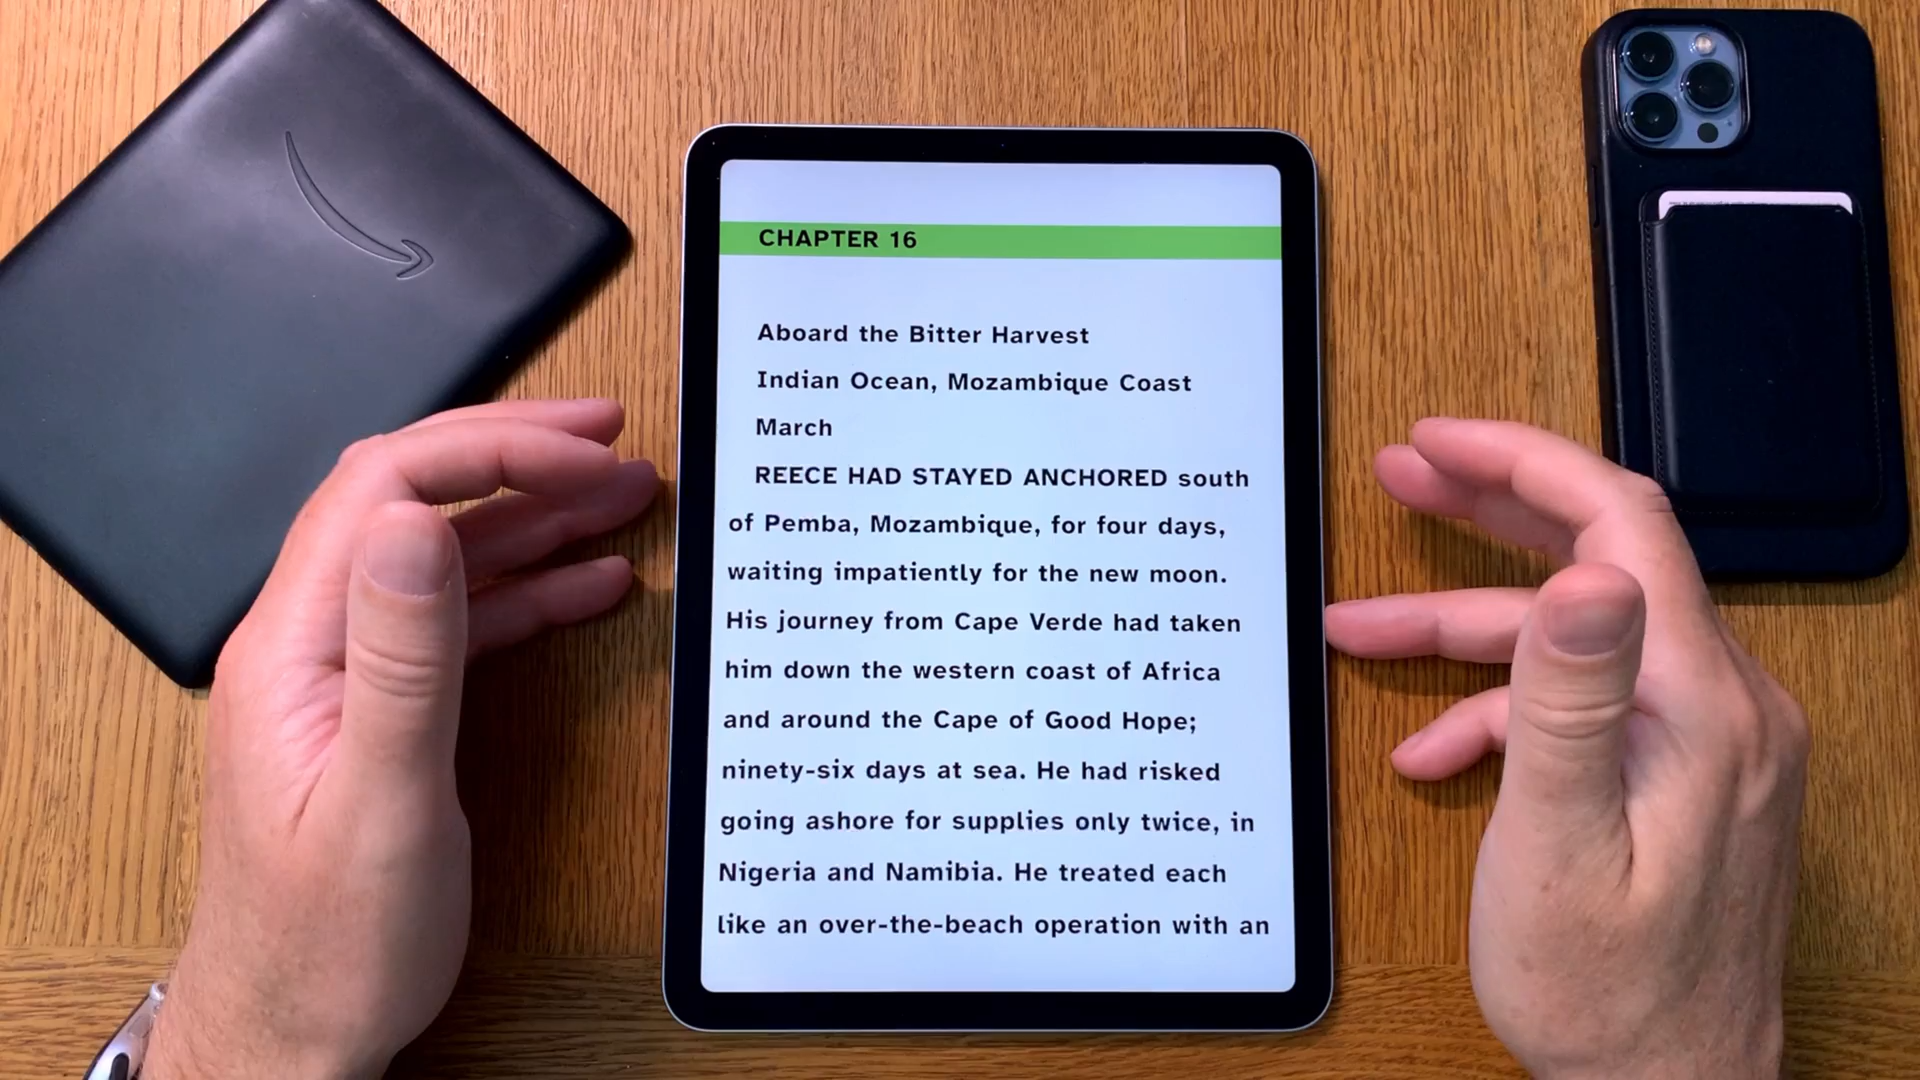 CHAPTER 16
Aboard the Bitter Harvest
Indian Ocean, Mozambique Coast
March
REECE HAD STAYED ANCHORED south
of Pemba, Mozambique, for four days,
waiting impatiently for the new moon.
His journey from Cape Verde had taken
him down the western coast of Africa
and around the Cape of Good Hope;
ninety-six days at sea. He had risked
going ashore for supplies only twice, in
Nigeria and Namibia. He treated each
like an over-the-beach operation with an